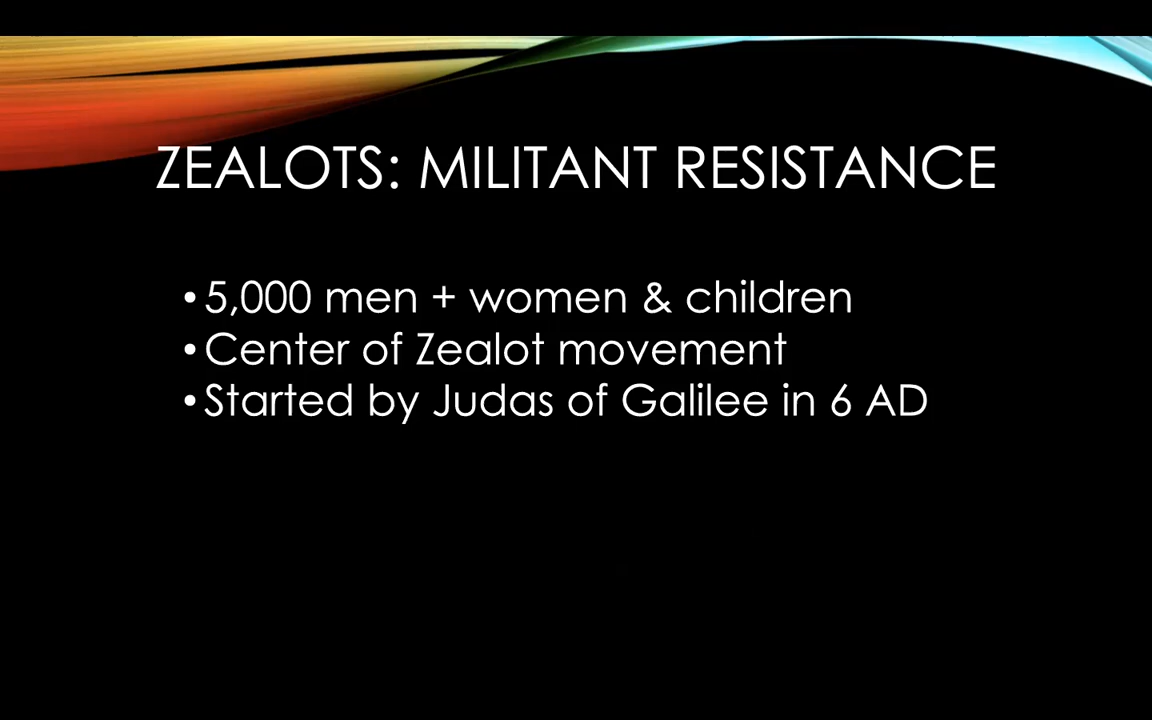 ZEALOTS: MILITANT RESISTANCE
• 5,000 men + women & children
• Center of Zealot movement
• Started by Judas of Galilee in 6 AD